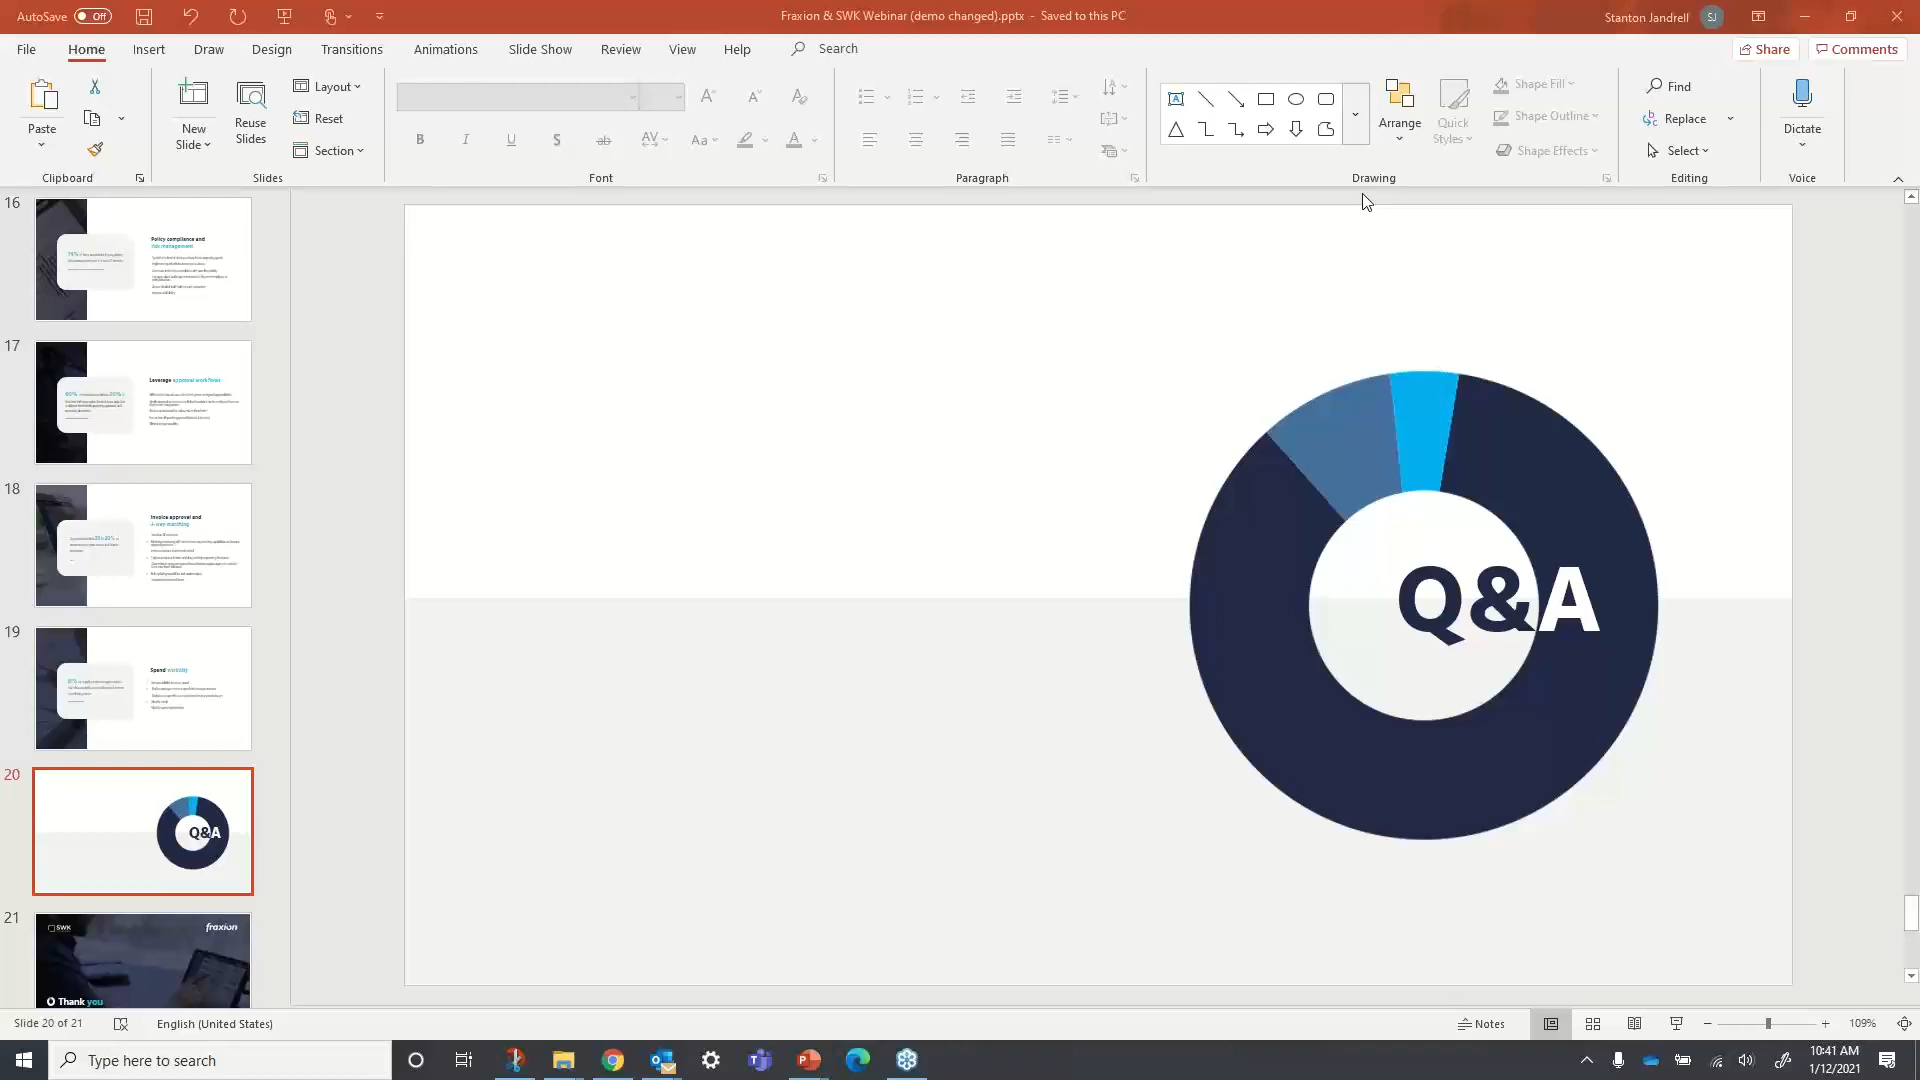 AutoSave Off
Fraxion & SWK Webinar (demo changed).pptx - Saved to this PC
Stanton Jandrell
SJ
File Home Insert Draw Design Transitions Animations Slide Show Review View Help Search
Share Comments
Paste
New Slide
Reuse Slides
Layout
Reset
Section
Arrange
Quick Styles
Shape Fill
Shape Outline
Shape Effects
Find
Replace
Select
Dictate
Clipboard Slides Font Paragraph Drawing Editing Voice
16
Policy compliance and
risk management
17
Leverage approval workflows
18
Invoice approval and
19
Spend visibility
20
Q&A
21
SWK
fraxion
Thank you
Q&A
Slide 20 of 21
English (United States)
Notes
109%
Type here to search
10:41 AM
1/12/2021